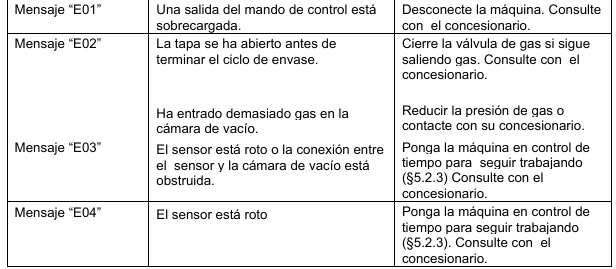 Mensaje “E01”
Una salida del mando de control está
sobrecargada.
Desconecte la máquina. Consulte
con  el concesionario.
Mensaje “E02”
La tapa se ha abierto antes de
terminar el ciclo de envase.
Cierre la válvula de gas si sigue
saliendo gas. Consulte con  el
concesionario.
Ha entrado demasiado gas en la
cámara de vacío.
Reducir la presión de gas o
contacte con su concesionario.
Mensaje “E03”
El sensor está roto o la conexión entre
el  sensor y la cámara de vacío está
obstruida.
Ponga la máquina en control de
tiempo para  seguir trabajando
(§5.2.3) Consulte con el
concesionario.
Mensaje “E04”
El sensor está roto
Ponga la máquina en control de
tiempo para seguir trabajando
(§5.2.3). Consulte con  el
concesionario.